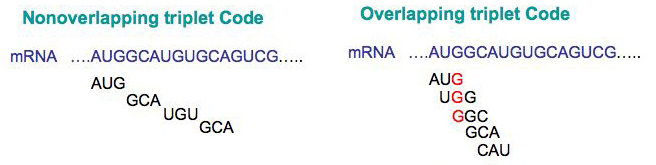 Nonoverlapping triplet Code
mRNA ....AUGGCAUGUGCAGUCG.....
AUG
GCA
UGU
GCA
Overlapping triplet Code
mRNA ....AUGGCAUGUGCAGUCG.....
AUG
UGG
GGC
GCA
CAU